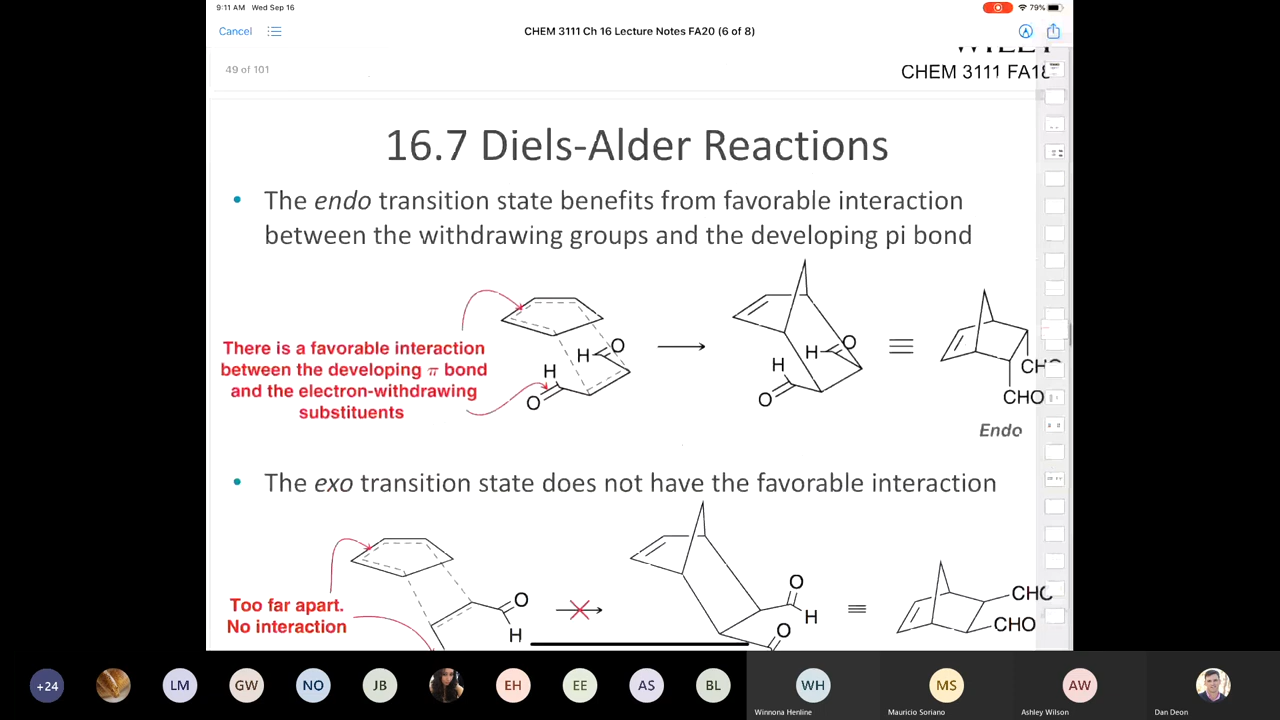 9:11 AM Wed Sep 16
79%
Cancel
CHEM 3111 Ch 16 Lecture Notes FA20 (6 of 8)
49 of 101
CHEM 3111 FA18
16.7 Diels-Alder Reactions
• The endo transition state benefits from favorable interaction
between the withdrawing groups and the developing pi bond
There is a favorable interaction
between the developing π bond
and the electron-withdrawing
substituents
H
O
H
O
H
O
H
O
CHO
CHO
Endo
• The exo transition state does not have the favorable interaction
Too far apart.
No interaction
O
H
O
H
O
CHO
CHO
+24
LM
GW
NO
JB
EH
EE
AS
BL
WH
MS
AW
Winnona Henline
Mauricio Soriano
Ashley Wilson
Dan Deon